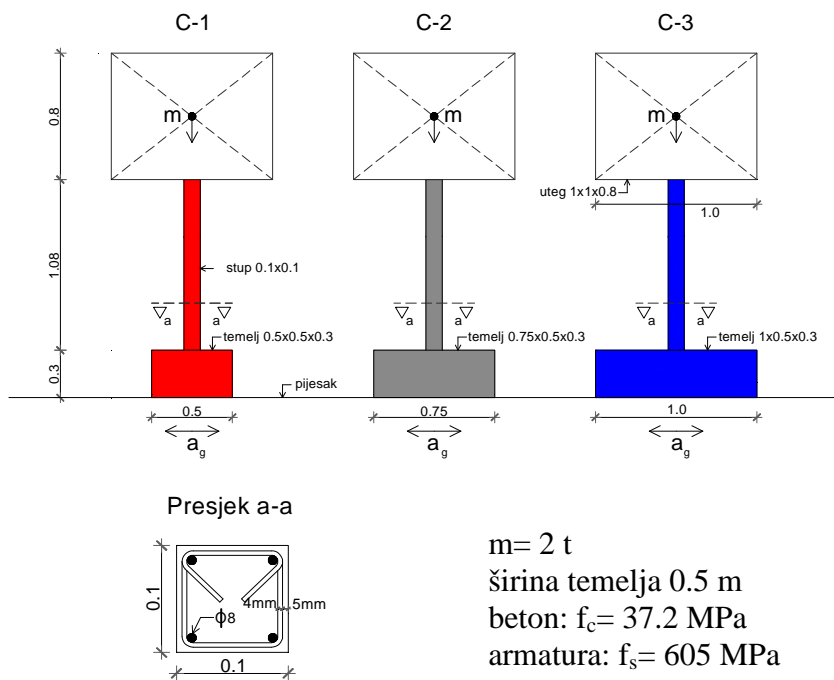 C-1 C-2 C-3
0.8
m m m
uteg 1x1x0.8
1.0
1.08
stup 0.1x0.1
a a a a a a
temelj 0.5x0.5x0.3 temelj 0.75x0.5x0.3 temelj 1x0.5x0.3
0.3
pijesak
0.5 0.75 1.0
ag ag ag
Presjek a-a
0.1
4mm 5mm
ϕ8
0.1
m= 2 t
širina temelja 0.5 m
beton: fc= 37.2 MPa
armatura: fs= 605 MPa